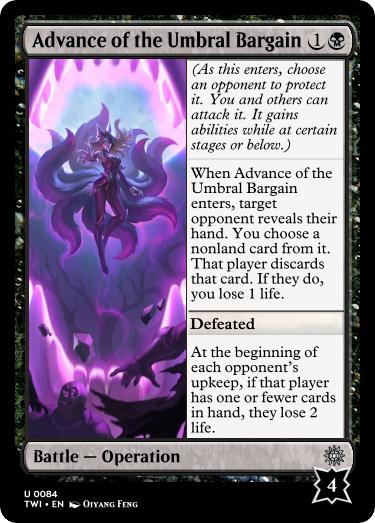 Advance of the Umbral Bargain 1
(As this enters, choose
an opponent to protect
it. You and others can
attack it. It gains
abilities while at certain
stages or below.)
When Advance of the
Umbral Bargain
enters, target
opponent reveals their
hand. You choose a
nonland card from it.
That player discards
that card. If they do,
you lose 1 life.
Defeated
At the beginning of
each opponent's
upkeep, if that player
has one or fewer cards
in hand, they lose 2
life.
Battle — Operation
4
U 0084
TWI • EN Oiyang Feng